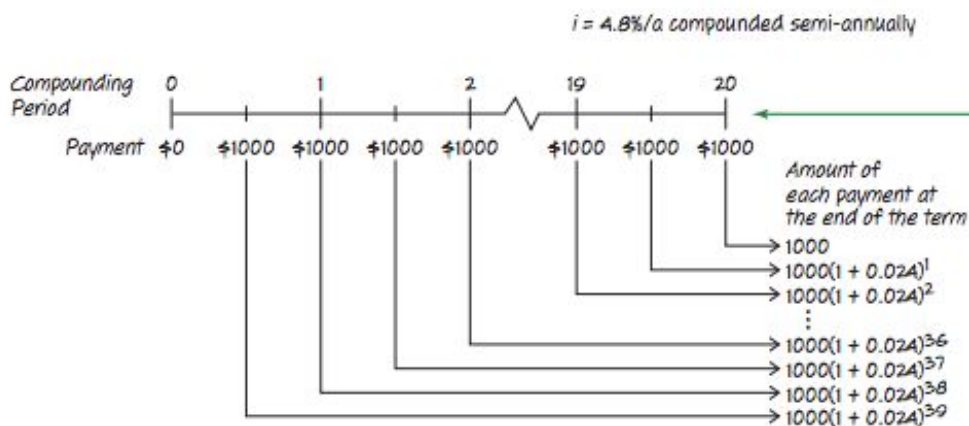 i = 4.8%/a compounded semi-annually
Compounding Period 0 1 2 19 20
Payment $0 $1000 $1000 $1000 $1000 $1000 $1000 $1000
Amount of
each payment at
the end of the term
1000
1000(1 + 0.024)¹
1000(1 + 0.024)²
⋮
1000(1 + 0.024)³⁶
1000(1 + 0.024)³⁷
1000(1 + 0.024)³⁸
1000(1 + 0.024)³⁹